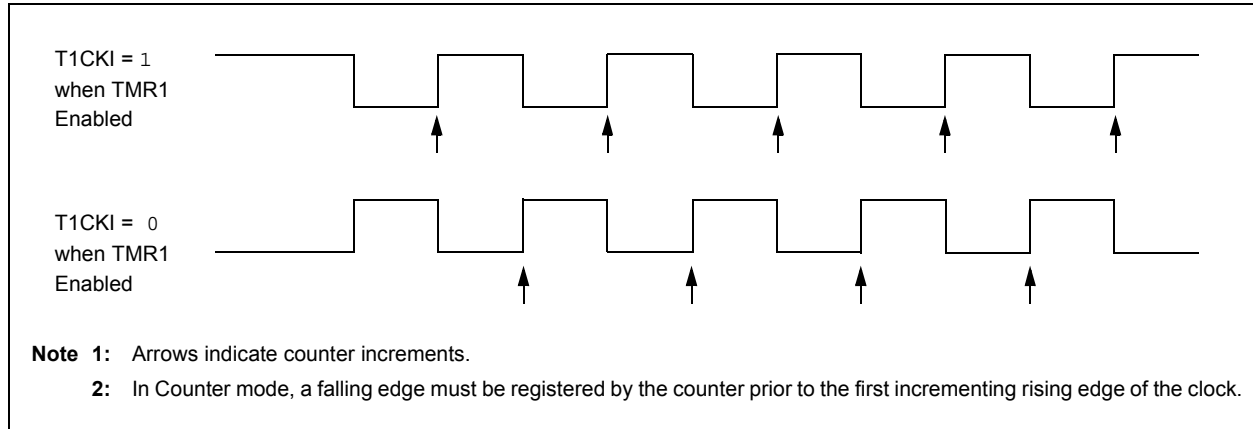 T1CKI = 1
when TMR1
Enabled
T1CKI = 0
when TMR1
Enabled
Note 1: Arrows indicate counter increments.
2: In Counter mode, a falling edge must be registered by the counter prior to the first incrementing rising edge of the clock.